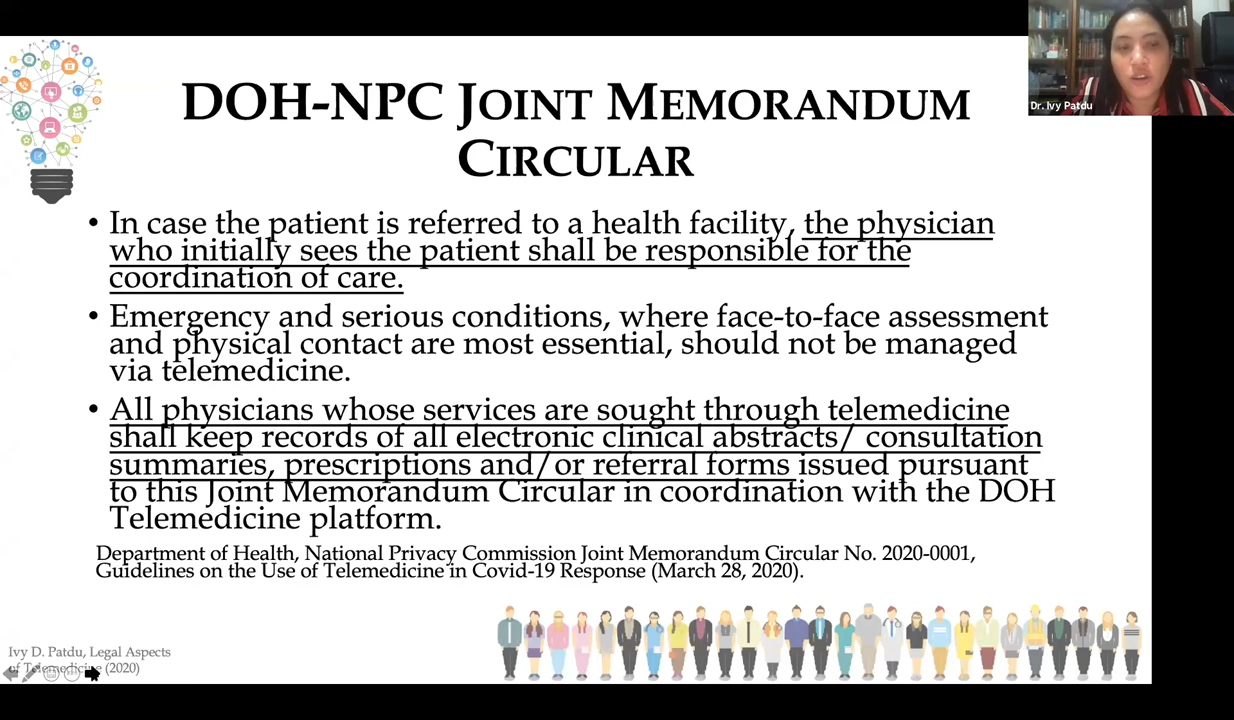 DOH-NPC JOINT MEMORANDUM
CIRCULAR
Dr. Ivy Patdu
• In case the patient is referred to a health facility, the physician
who initially sees the patient shall be responsible for the
coordination of care.
• Emergency and serious conditions, where face-to-face assessment
and physical contact are most essential, should not be managed
via telemedicine.
• All physicians whose services are sought through telemedicine
shall keep records of all electronic clinical abstracts/ consultation
summaries, prescriptions and/or referral forms issued pursuant
to this Joint Memorandum Circular in coordination with the DOH
Telemedicine platform.
Department of Health, National Privacy Commission Joint Memorandum Circular No. 2020-0001,
Guidelines on the Use of Telemedicine in Covid-19 Response (March 28, 2020).
Ivy D. Patdu, Legal Aspects
of Telemedicine (2020)